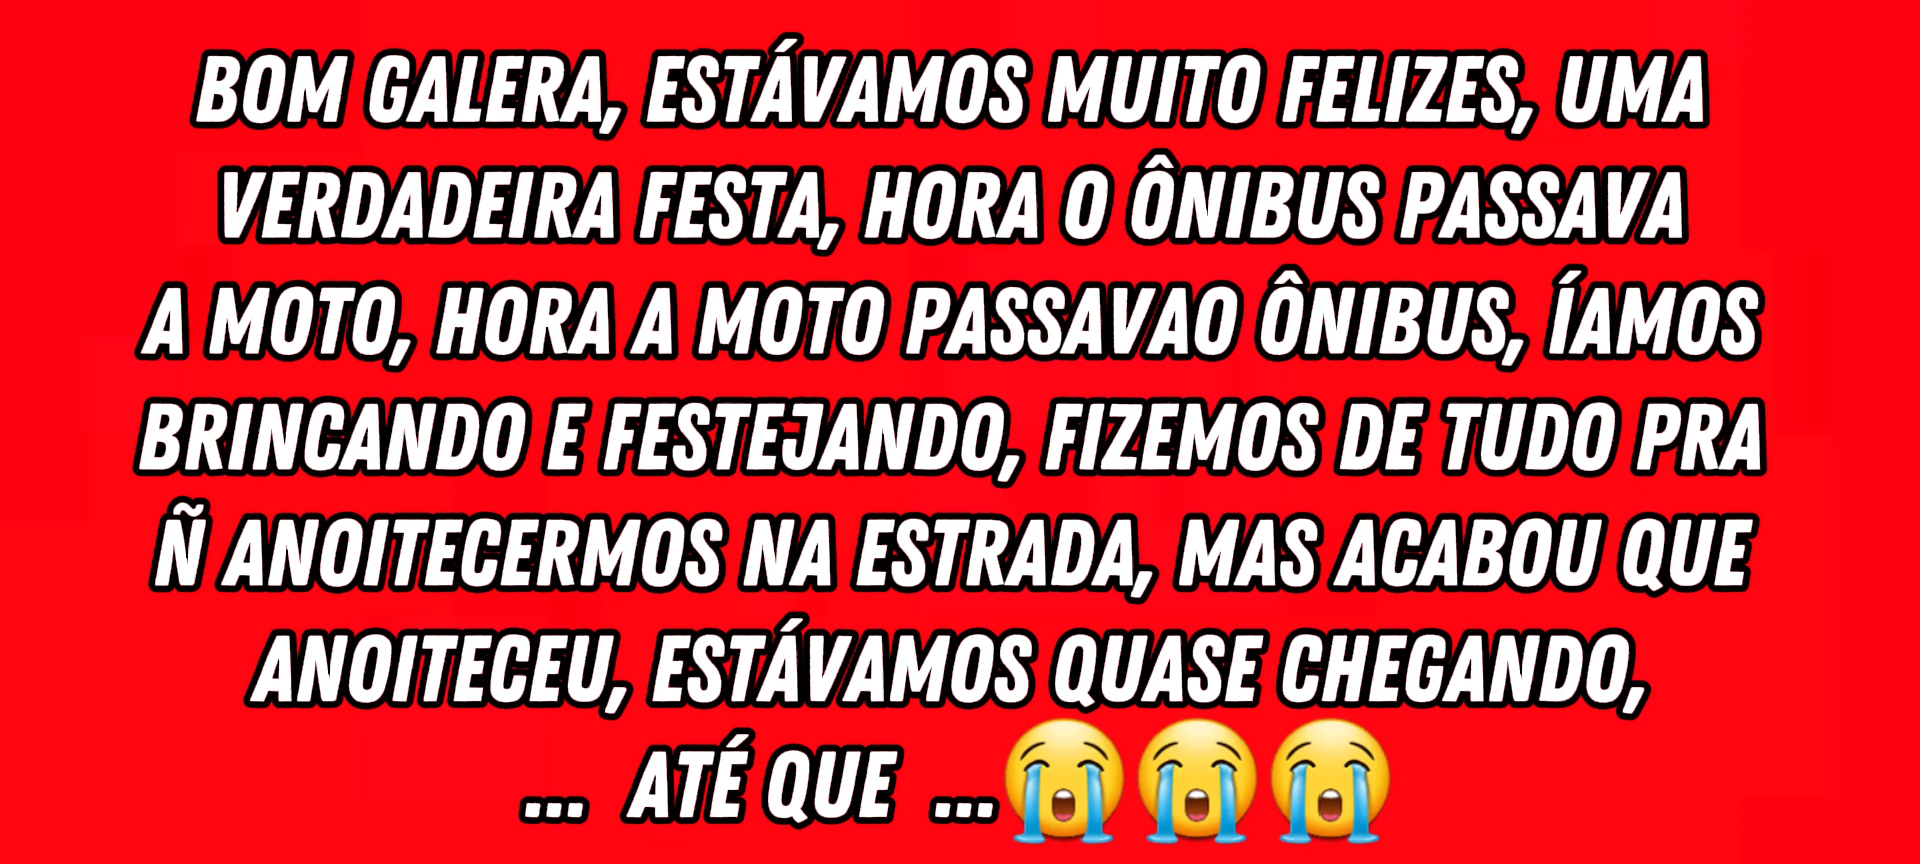 BOM GALERA, ESTÁVAMOS MUITO FELIZES, UMA
VERDADEIRA FESTA, HORA O ÔNIBUS PASSAVA
A MOTO, HORA A MOTO PASSAVAO ÔNIBUS, ÍAMOS
BRINCANDO E FESTEJANDO, FIZEMOS DE TUDO PRA
Ñ ANOITECERMOS NA ESTRADA, MAS ACABOU QUE
ANOITECEU, ESTÁVAMOS QUASE CHEGANDO,
... ATÉ QUE ...😭😭😭